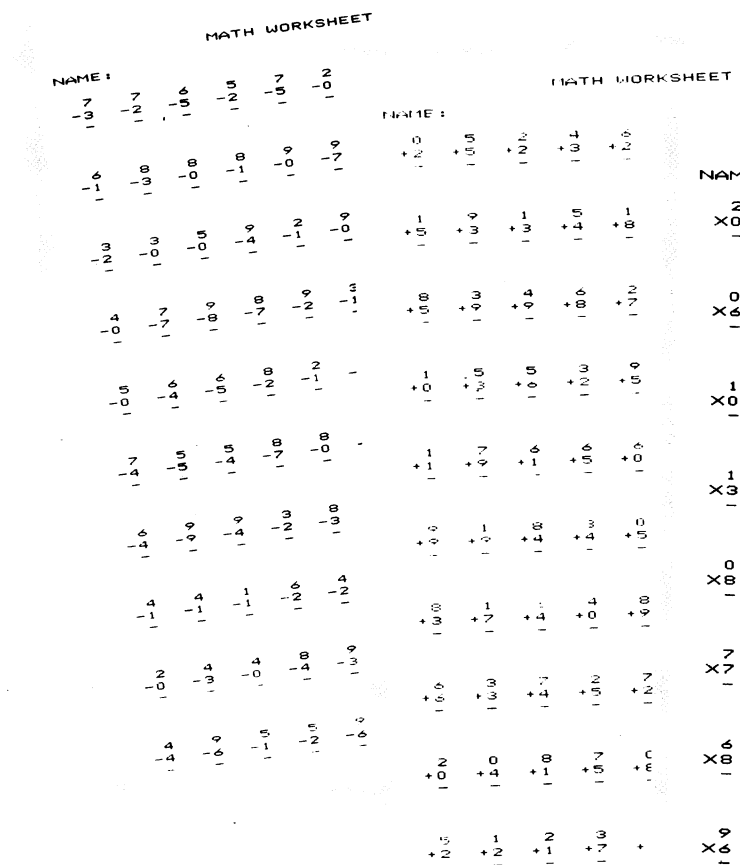 MATH WORKSHEET
NAME:
7 7 6 5 7 2
-3 -2 -5 -2 -5 -0
6 8 8 8 9 9
-1 -3 -0 -1 -0 -7
3 3 5 9 2 9
-2 -0 -0 -4 -1 -0
4 7 9 8 9 3
-0 -7 -8 -7 -2 -1
5 6 6 8 2
-0 -4 -5 -2 -1
7 5 5 8 8
-4 -5 -4 -7 -0
6 9 9 3 8
-4 -9 -4 -2 -3
4 4 1 6 4
-1 -1 -1 -2 -2
2 4 4 8 9
-0 -3 -0 -4 -3
4 9 5 5
-4 -6 -1 -2 -6
MATH WORKSHEET
NAME:
0 5 2 4
+2 +5 +2 +3 +2
1 9 1 5 1
+5 +3 +3 +4 +8
8 3 4 6 2
+5 +9 +9 +8 +7
1 5 5 3 9
+0 +3 +6 +2 +5
1 7 6 6 6
+1 +9 +1 +5 +0
9 1 8 3 0
+9 +9 +4 +4 +5
8 1 4 8
+3 +7 +4 +0 +9
6 3 2 7
+6 +3 +4 +5 +2
2 0 8 7
+0 +4 +1 +5
5 1 2 3
+2 +2 +1 +7 +
NAM
2
X0
0
X6
1
X0
1
X3
0
X8
7
X7
6
X8
9
X6